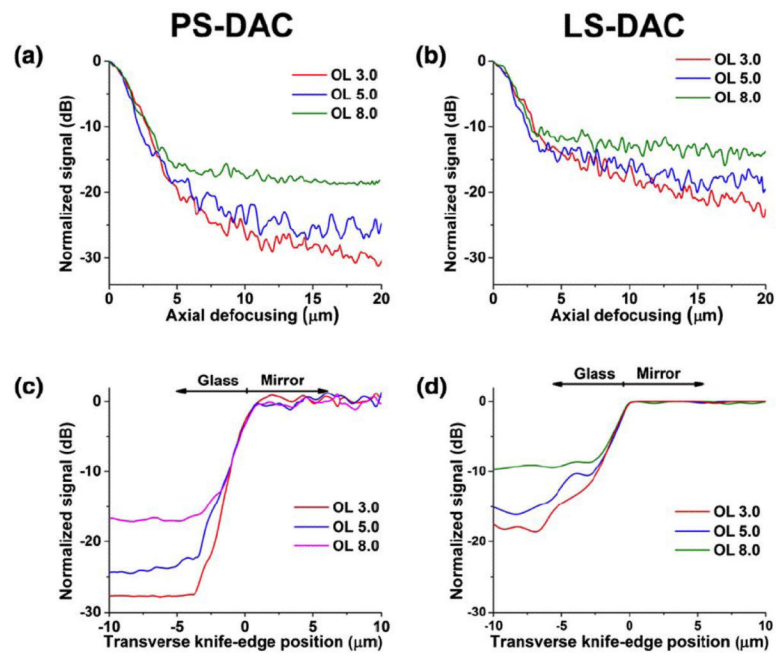 PS-DAC
LS-DAC
(a)
0
-10
-20
-30
Normalized signal (dB)
OL 3.0
OL 5.0
OL 8.0
0 5 10 15 20
Axial defocusing (μm)
(b)
0
-10
-20
-30
Normalized signal (dB)
OL 3.0
OL 5.0
OL 8.0
0 5 10 15 20
Axial defocusing (μm)
(c)
Glass Mirror
0
-10
-20
-30
Normalized signal (dB)
OL 3.0
OL 5.0
OL 8.0
-10 -5 0 5 10
Transverse knife-edge position (μm)
(d)
Glass Mirror
0
-10
-20
-30
Normalized signal (dB)
OL 3.0
OL 5.0
OL 8.0
-10 -5 0 5 10
Transverse knife-edge position (μm)